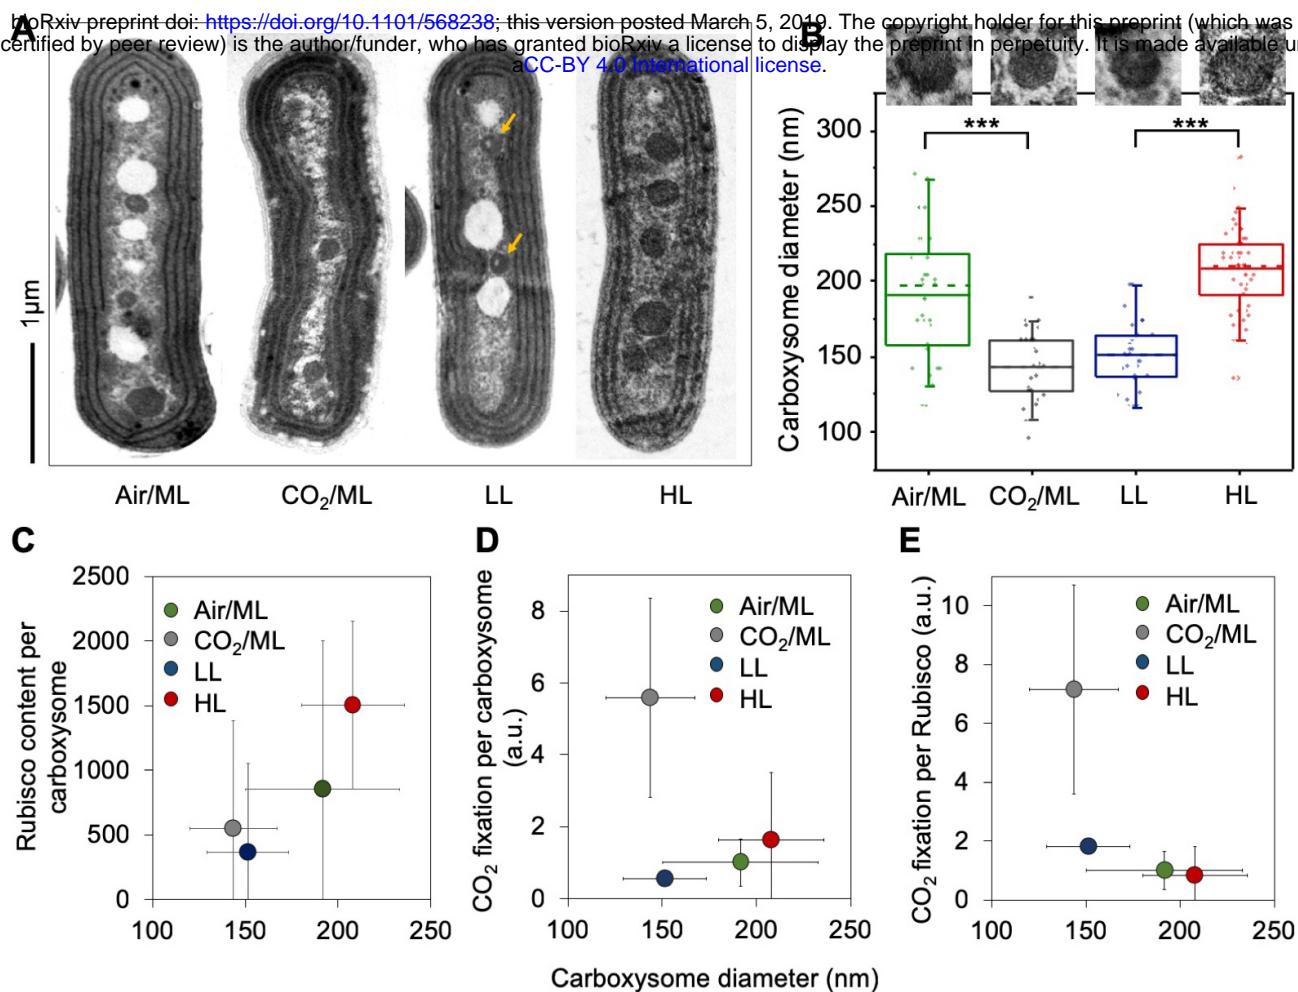 bioRxiv preprint doi: https://doi.org/10.1101/568238; this version posted March 5, 2019. The copyright holder for this preprint (which was
certified by peer review) is the author/funder, who has granted bioRxiv a license to display the preprint in perpetuity. It is made available
aCC-BY 4.0 International license.
A
1μm
Air/ML
CO₂/ML
LL
HL
B
Carboxysome diameter (nm)
300
250
200
150
100
***
***
Air/ML
CO₂/ML
LL
HL
C
Rubisco content per
carboxysome
2500
2000
1500
1000
500
0
Air/ML
CO₂/ML
LL
HL
100
150
200
250
D
CO₂ fixation per carboxysome
(a.u.)
8
6
4
2
0
Air/ML
CO₂/ML
LL
HL
100
150
200
250
E
CO₂ fixation per Rubisco (a.u.)
10
8
6
4
2
0
Air/ML
CO₂/ML
LL
HL
100
150
200
250
Carboxysome diameter (nm)